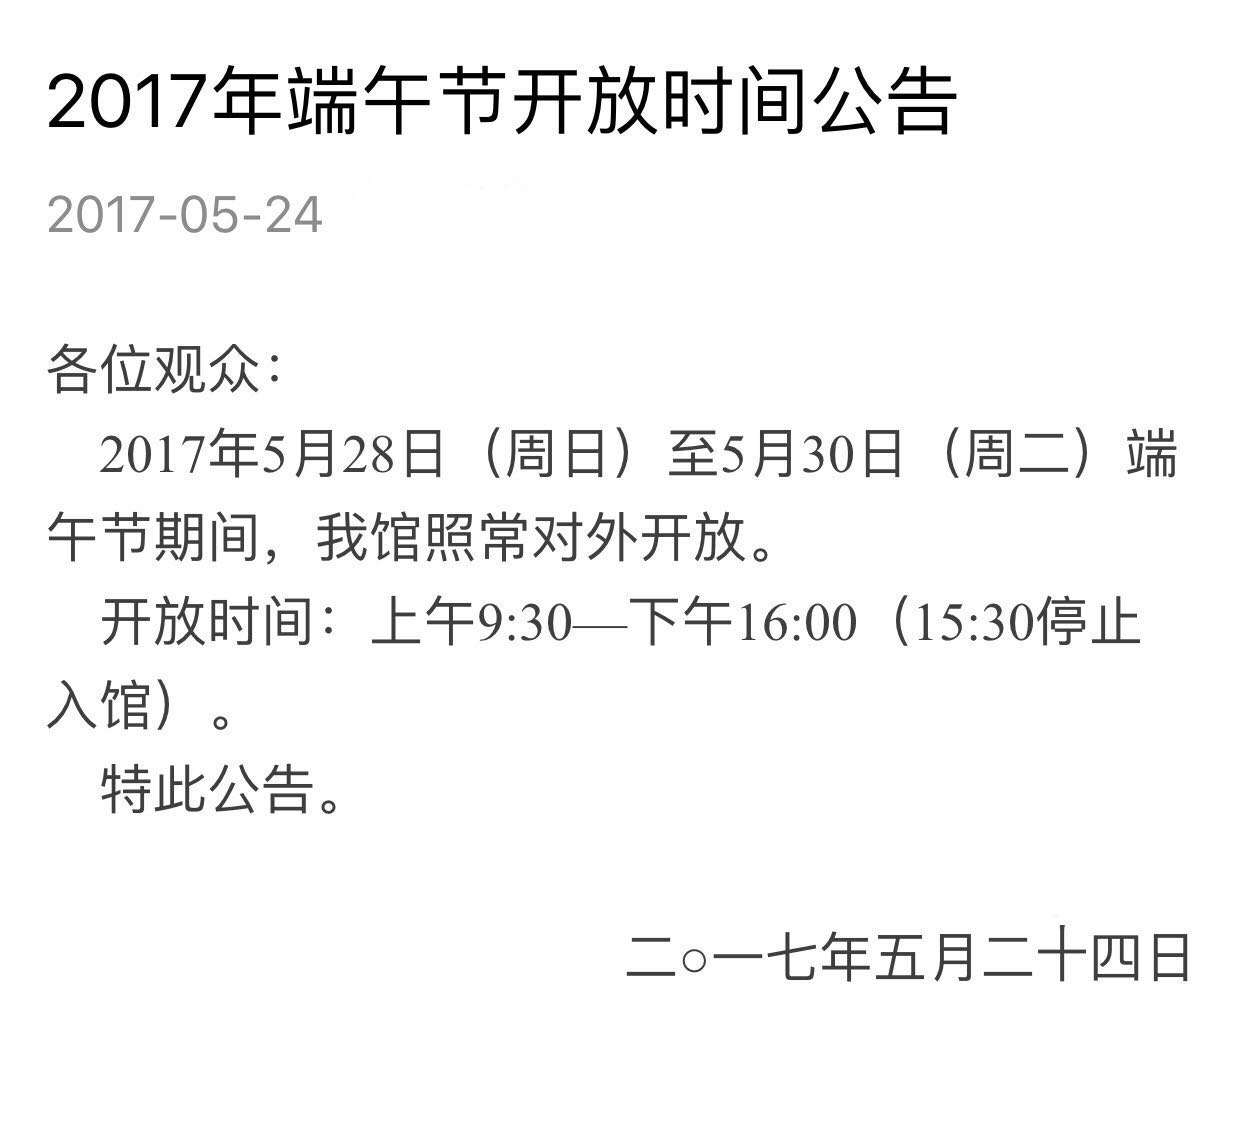 2017年端午节开放时间公告
2017-05-24
各位观众：
2017年5月28日（周日）至5月30日（周二）端
午节期间，我馆照常对外开放。
开放时间：上午9:30—下午16:00（15:30停止
入馆）。
特此公告。
二○一七年五月二十四日